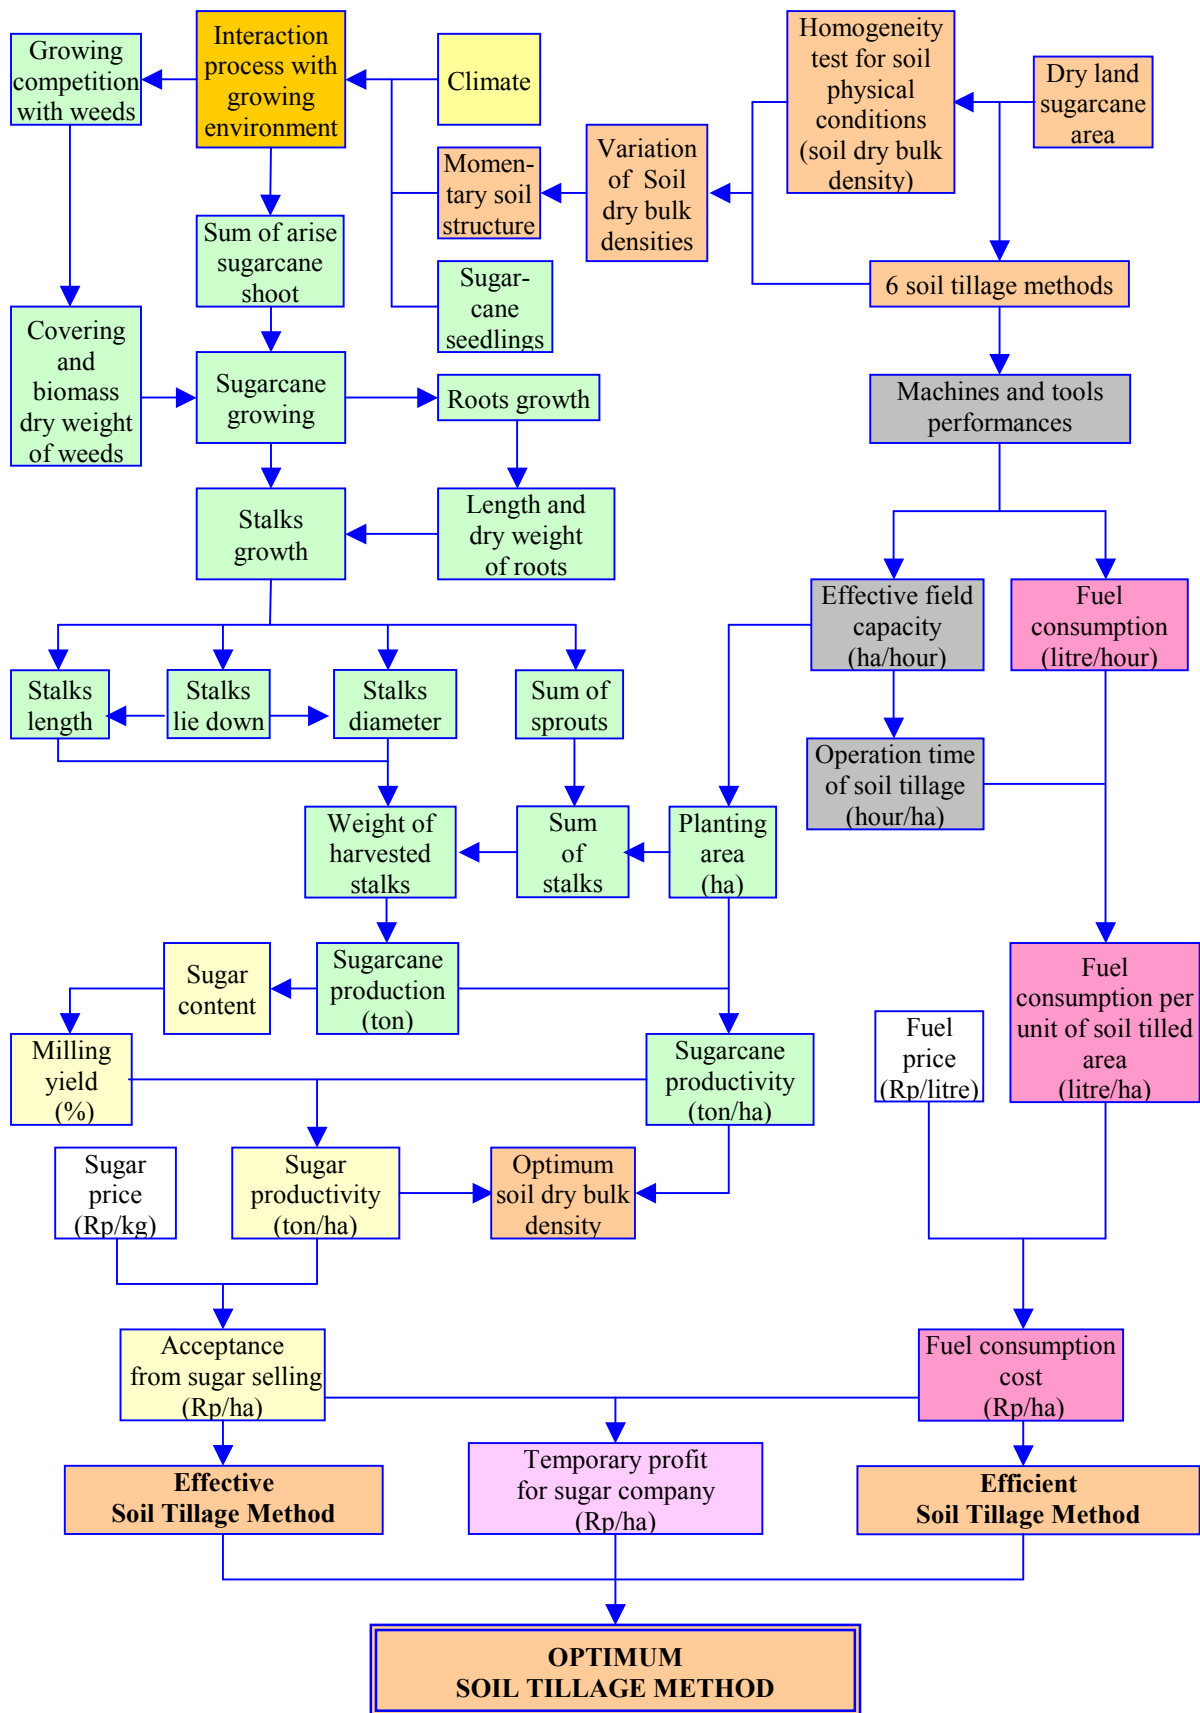 Growing
competition
with weeds
Interaction
process with
growing
environment
Climate
Homogeneity
test for soil
physical
conditions
(soil dry bulk
density)
Dry land
sugarcane
area
Momen-
tary soil
structure
Variation
of Soil
dry bulk
densities
Sum of arise
sugarcane
shoot
Sugar-
cane
seedlings
6 soil tillage methods
Covering
and
biomass
dry weight
of weeds
Sugarcane
growing
Roots growth
Machines and tools
performances
Stalks
growth
Length and
dry weight
of roots
Effective field
capacity
(ha/hour)
Fuel
consumption
(litre/hour)
Stalks
length
Stalks
lie down
Stalks
diameter
Sum of
sprouts
Operation time
of soil tillage
(hour/ha)
Weight of
harvested
stalks
Sum
of
stalks
Planting
area
(ha)
Sugar
content
Sugarcane
production
(ton)
Fuel
consumption per
unit of soil tilled
area
(litre/ha)
Milling
yield
(%)
Sugarcane
productivity
(ton/ha)
Fuel
price
(Rp/litre)
Sugar
price
(Rp/kg)
Sugar
productivity
(ton/ha)
Optimum
soil dry bulk
density
Acceptance
from sugar selling
(Rp/ha)
Fuel consumption
cost
(Rp/ha)
Effective
Soil Tillage Method
Temporary profit
for sugar company
(Rp/ha)
Efficient
Soil Tillage Method
OPTIMUM
SOIL TILLAGE METHOD